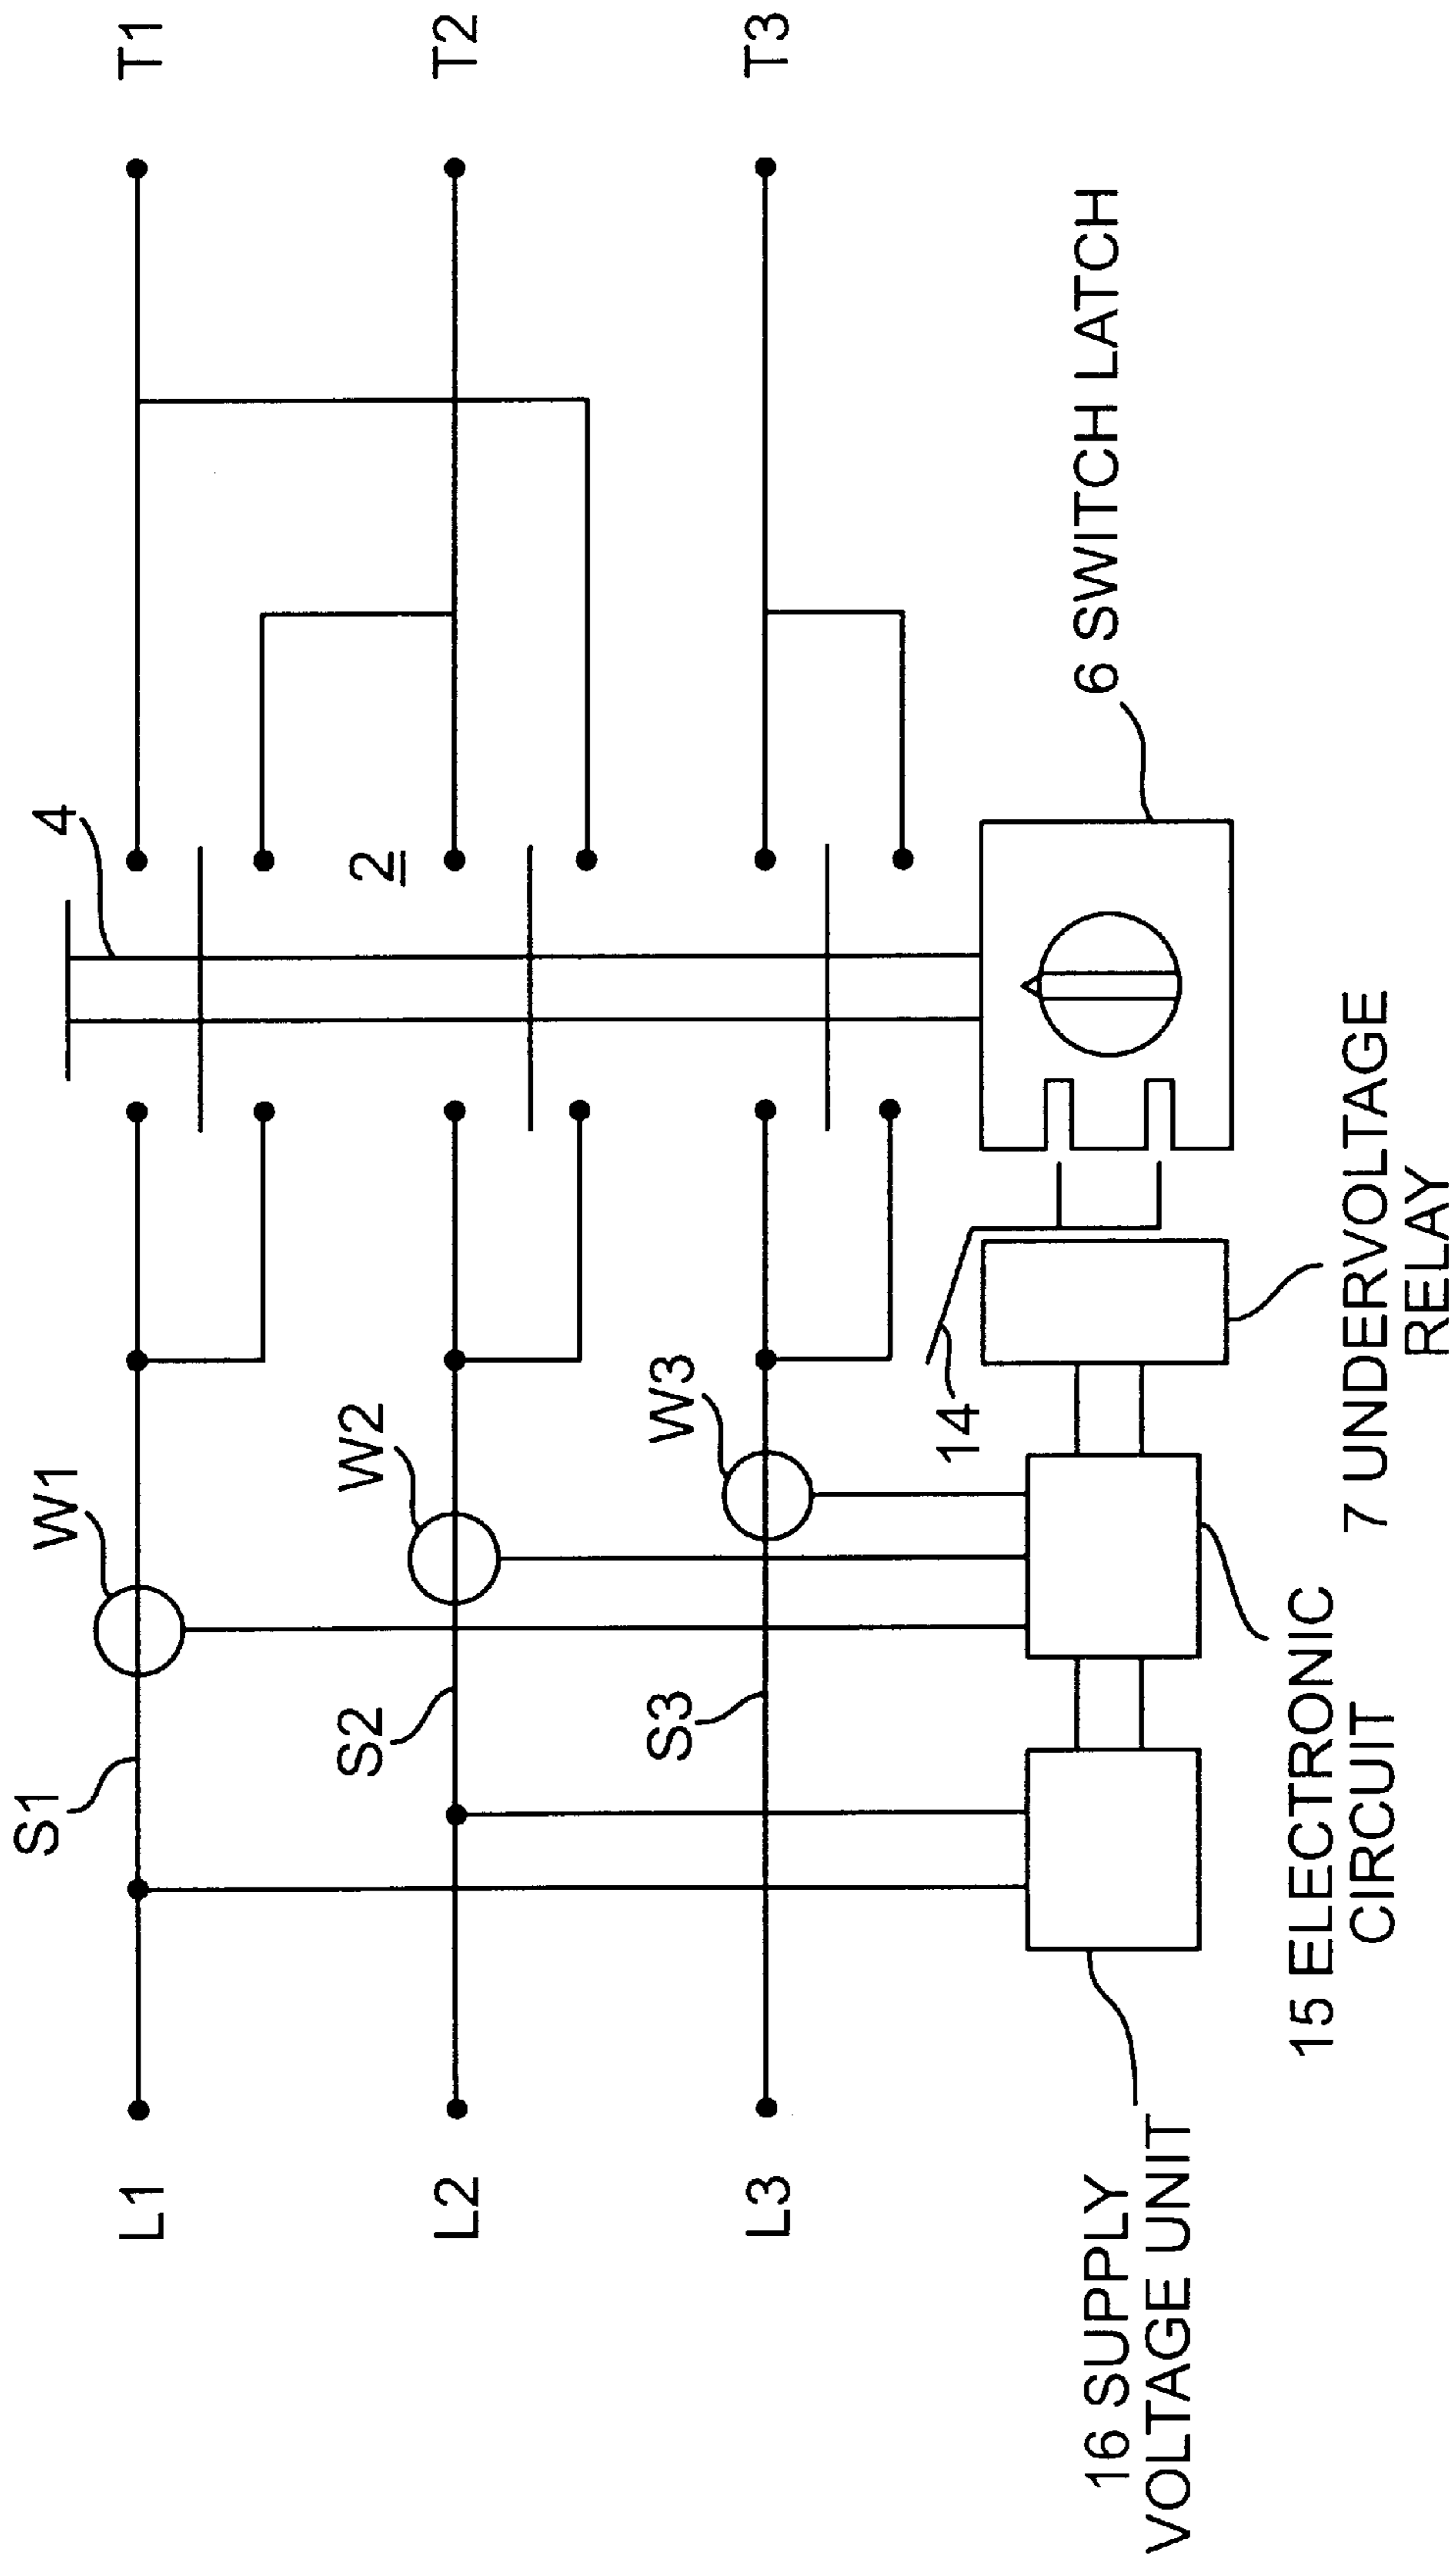 L1
S1
W1
4
T1
L2
S2
W2
2
T2
L3
S3
W3
T3
14
6 SWITCH LATCH
16 SUPPLY
VOLTAGE UNIT
15 ELECTRONIC
CIRCUIT
7 UNDERVOLTAGE
RELAY